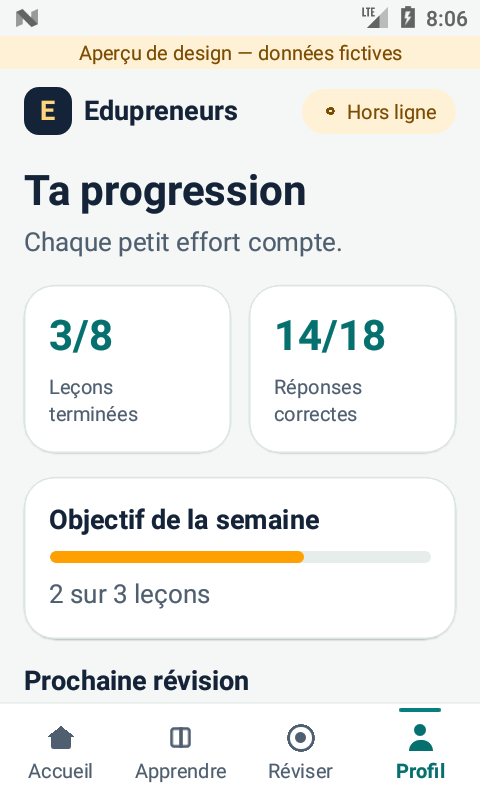 LTE
8:06
Aperçu de design — données fictives
E
Edupreneurs
Hors ligne
Ta progression
Chaque petit effort compte.
3/8
Leçons
terminées
14/18
Réponses
correctes
Objectif de la semaine
2 sur 3 leçons
Prochaine révision
Accueil
Apprendre
Réviser
Profil